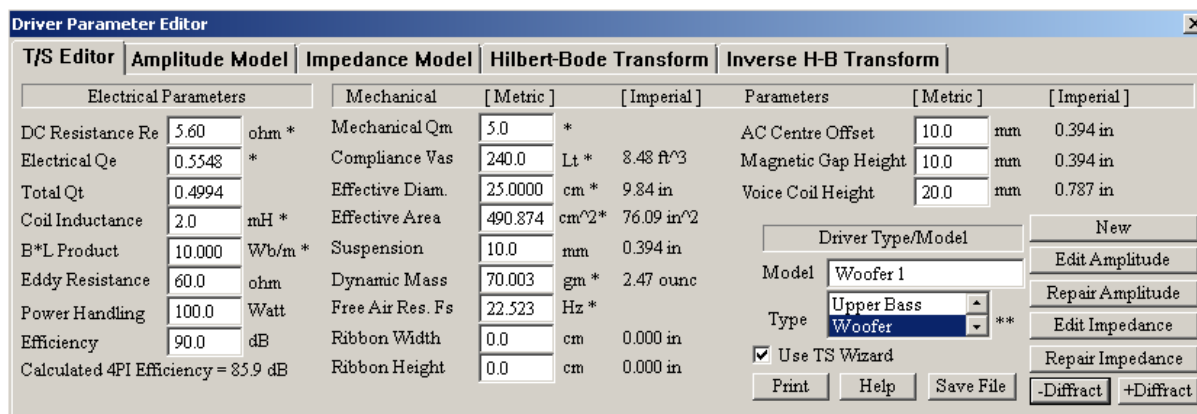 Driver Parameter Editor
T/S Editor Amplitude Model Impedance Model Hilbert-Bode Transform Inverse H-B Transform
Electrical Parameters Mechanical [ Metric ] [ Imperial ] Parameters [ Metric ] [ Imperial ]
DC Resistance Re 5.60 ohm * Mechanical Qm 5.0 * AC Centre Offset 10.0 mm 0.394 in
Electrical Qe 0.5548 * Compliance Vas 240.0 Lt * 8.48 ft^3 Magnetic Gap Height 10.0 mm 0.394 in
Total Qt 0.4994 Effective Diam. 25.0000 cm * 9.84 in Voice Coil Height 20.0 mm 0.787 in
Coil Inductance 2.0 mH * Effective Area 490.874 cm^2* 76.09 in^2 New
B*L Product 10.000 Wb/m * Suspension 10.0 mm 0.394 in Driver Type/Model Edit Amplitude
Eddy Resistance 60.0 ohm Dynamic Mass 70.003 gm * 2.47 ounc Model Woofer 1 Repair Amplitude
Power Handling 100.0 Watt Free Air Res. Fs 22.523 Hz * Type Upper Bass Woofer ** Edit Impedance
Efficiency 90.0 dB Ribbon Width 0.0 cm 0.000 in Use TS Wizard Repair Impedance
Calculated 4PI Efficiency = 85.9 dB Ribbon Height 0.0 cm 0.000 in Print Help Save File -Diffract +Diffract